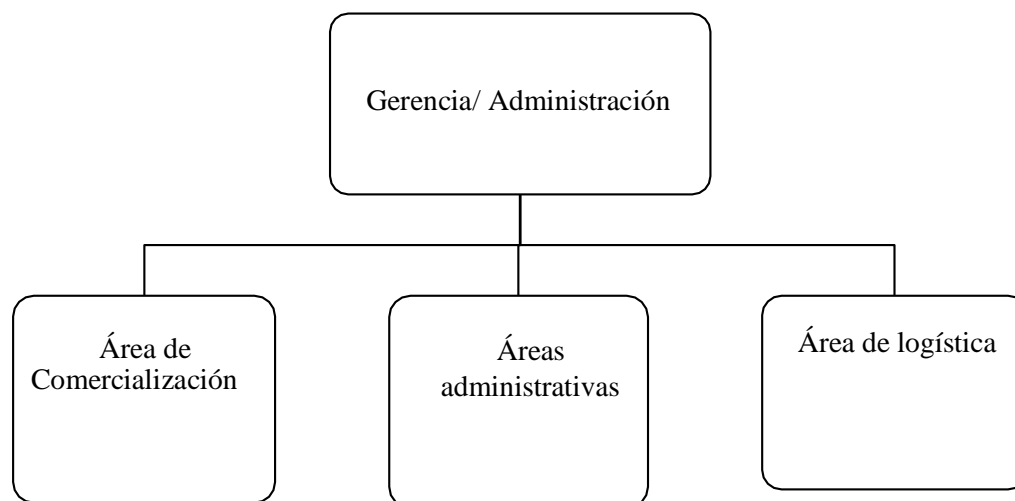 Gerencia/ Administración
Área de
Comercialización
Áreas
administrativas
Área de logística